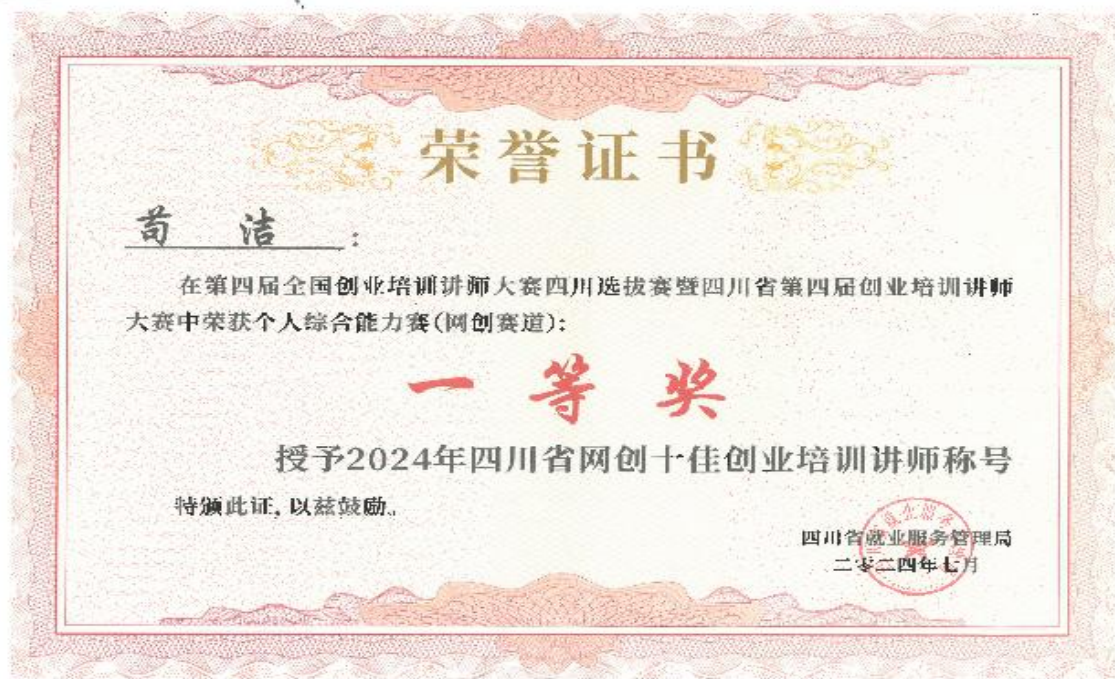 荣誉证书
苟 洁 :
在第四届全国创业培训讲师大赛四川选拔赛暨四川省第四届创业培训讲师
大赛中荣获个人综合能力赛(网创赛道):
一等奖
授予2024年四川省网创十佳创业培训讲师称号
特颁此证,以兹鼓励。
四川省就业服务管理局
二零二四年七月